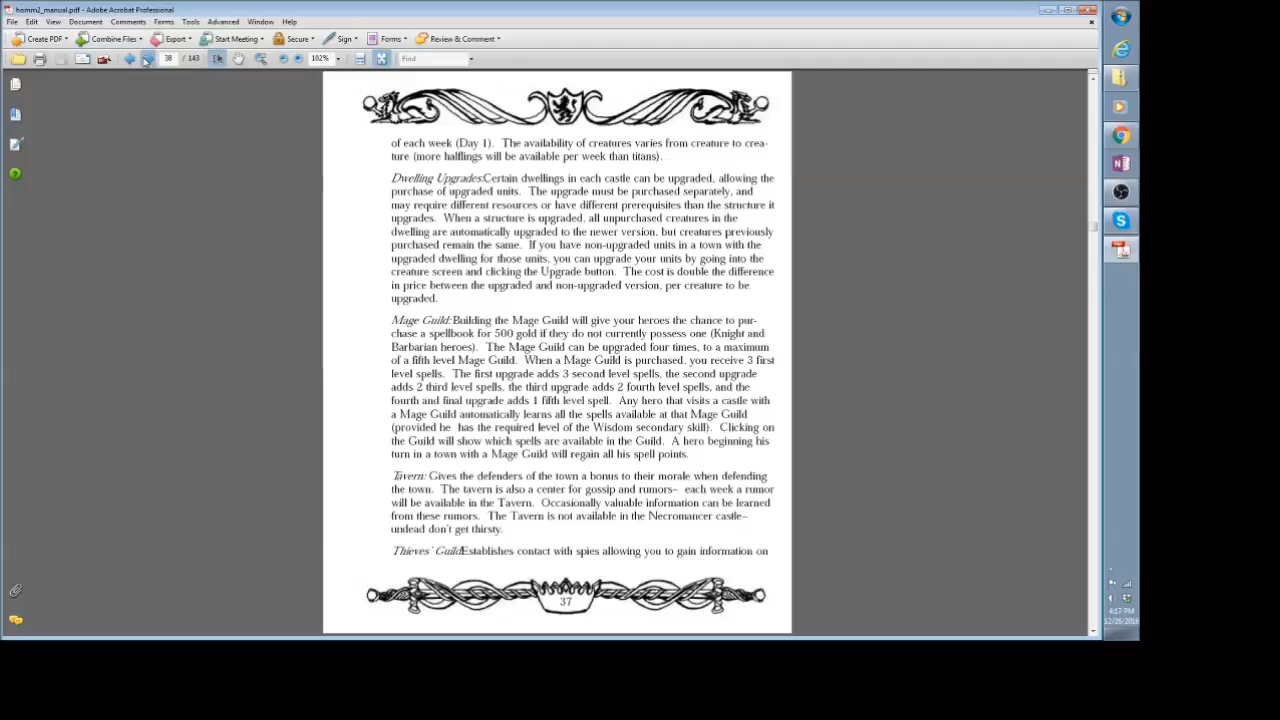 homm2_manual.pdf - Adobe Acrobat Professional
File Edit View Document Comments Forms Tools Advanced Window Help
Create PDF Combine Files Export Start Meeting Secure Sign Forms Review & Comment
38 / 143 102% Find
of each week (Day 1). The availability of creatures varies from creature to crea-
ture (more halflings will be available per week than titans).
Dwelling Upgrades:Certain dwellings in each castle can be upgraded, allowing the
purchase of upgraded units. The upgrade must be purchased separately, and
may require different resources or have different prerequisites than the structure it
upgrades. When a structure is upgraded, all unpurchased creatures in the
dwelling are automatically upgraded to the newer version, but creatures previously
purchased remain the same. If you have non-upgraded units in a town with the
upgraded dwelling for those units, you can upgrade your units by going into the
creature screen and clicking the Upgrade button. The cost is double the difference
in price between the upgraded and non-upgraded version, per creature to be
upgraded.
Mage Guild: Building the Mage Guild will give your heroes the chance to pur-
chase a spellbook for 500 gold if they do not currently possess one (Knight and
Barbarian heroes). The Mage Guild can be upgraded four times, to a maximum
of a fifth level Mage Guild. When a Mage Guild is purchased, you receive 3 first
level spells. The first upgrade adds 3 second level spells, the second upgrade
adds 2 third level spells, the third upgrade adds 2 fourth level spells, and the
fourth and final upgrade adds 1 fifth level spell. Any hero that visits a castle with
a Mage Guild automatically learns all the spells available at that Mage Guild
(provided he has the required level of the Wisdom secondary skill). Clicking on
the Guild will show which spells are available in the Guild. A hero beginning his
turn in a town with a Mage Guild will regain all his spell points.
Tavern: Gives the defenders of the town a bonus to their morale when defending
the town. The tavern is also a center for gossip and rumors– each week a rumor
will be available in the Tavern. Occasionally valuable information can be learned
from these rumors. The Tavern is not available in the Necromancer castle–
undead don't get thirsty.
Thieves' Guild:Establishes contact with spies allowing you to gain information on
37
4:17 PM
12/26/2016